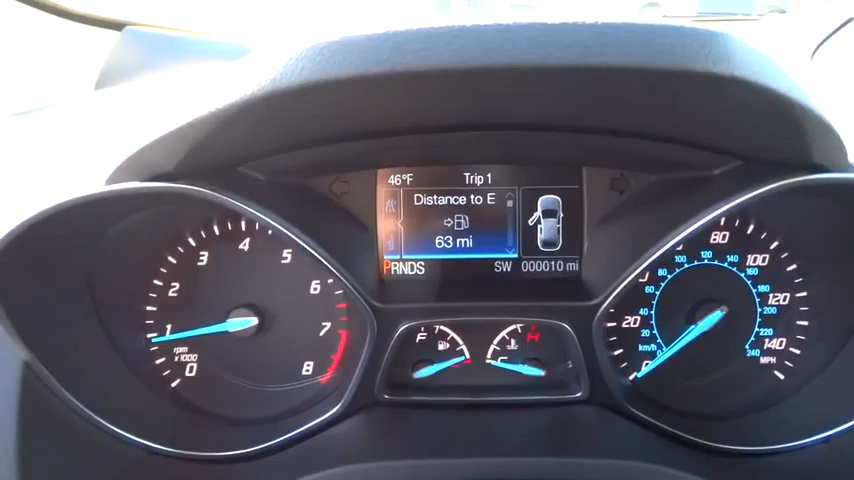 46°F Trip 1
Distance to E
63 mi
PRNDS SW 000010 mi
0 1 2 3 4 5 6 7 8
rpm
x1000
F
C H
20 80 100 120 140
MPH
20 40 60 80 100 120 140 160 180 200 220 240
km/h